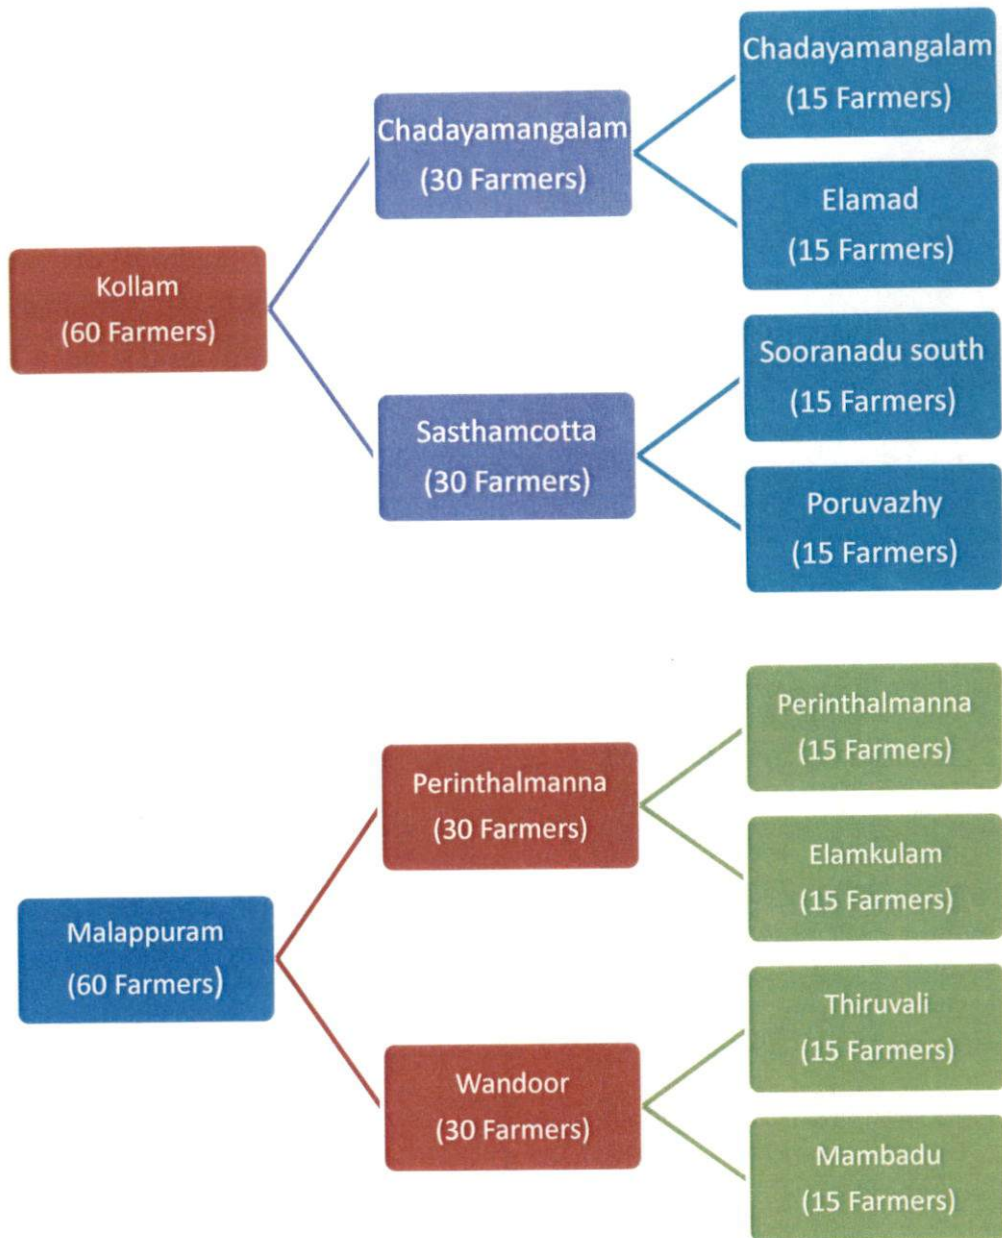 Chadayamangalam
(15 Farmers)
Chadayamangalam
(30 Farmers)
Elamad
(15 Farmers)
Kollam
(60 Farmers)
Sooranadu south
(15 Farmers)
Sasthamcotta
(30 Farmers)
Poruvazhy
(15 Farmers)
Perinthalmanna
(15 Farmers)
Perinthalmanna
(30 Farmers)
Elamkulam
(15 Farmers)
Malappuram
(60 Farmers)
Thiruvali
(15 Farmers)
Wandoor
(30 Farmers)
Mambadu
(15 Farmers)